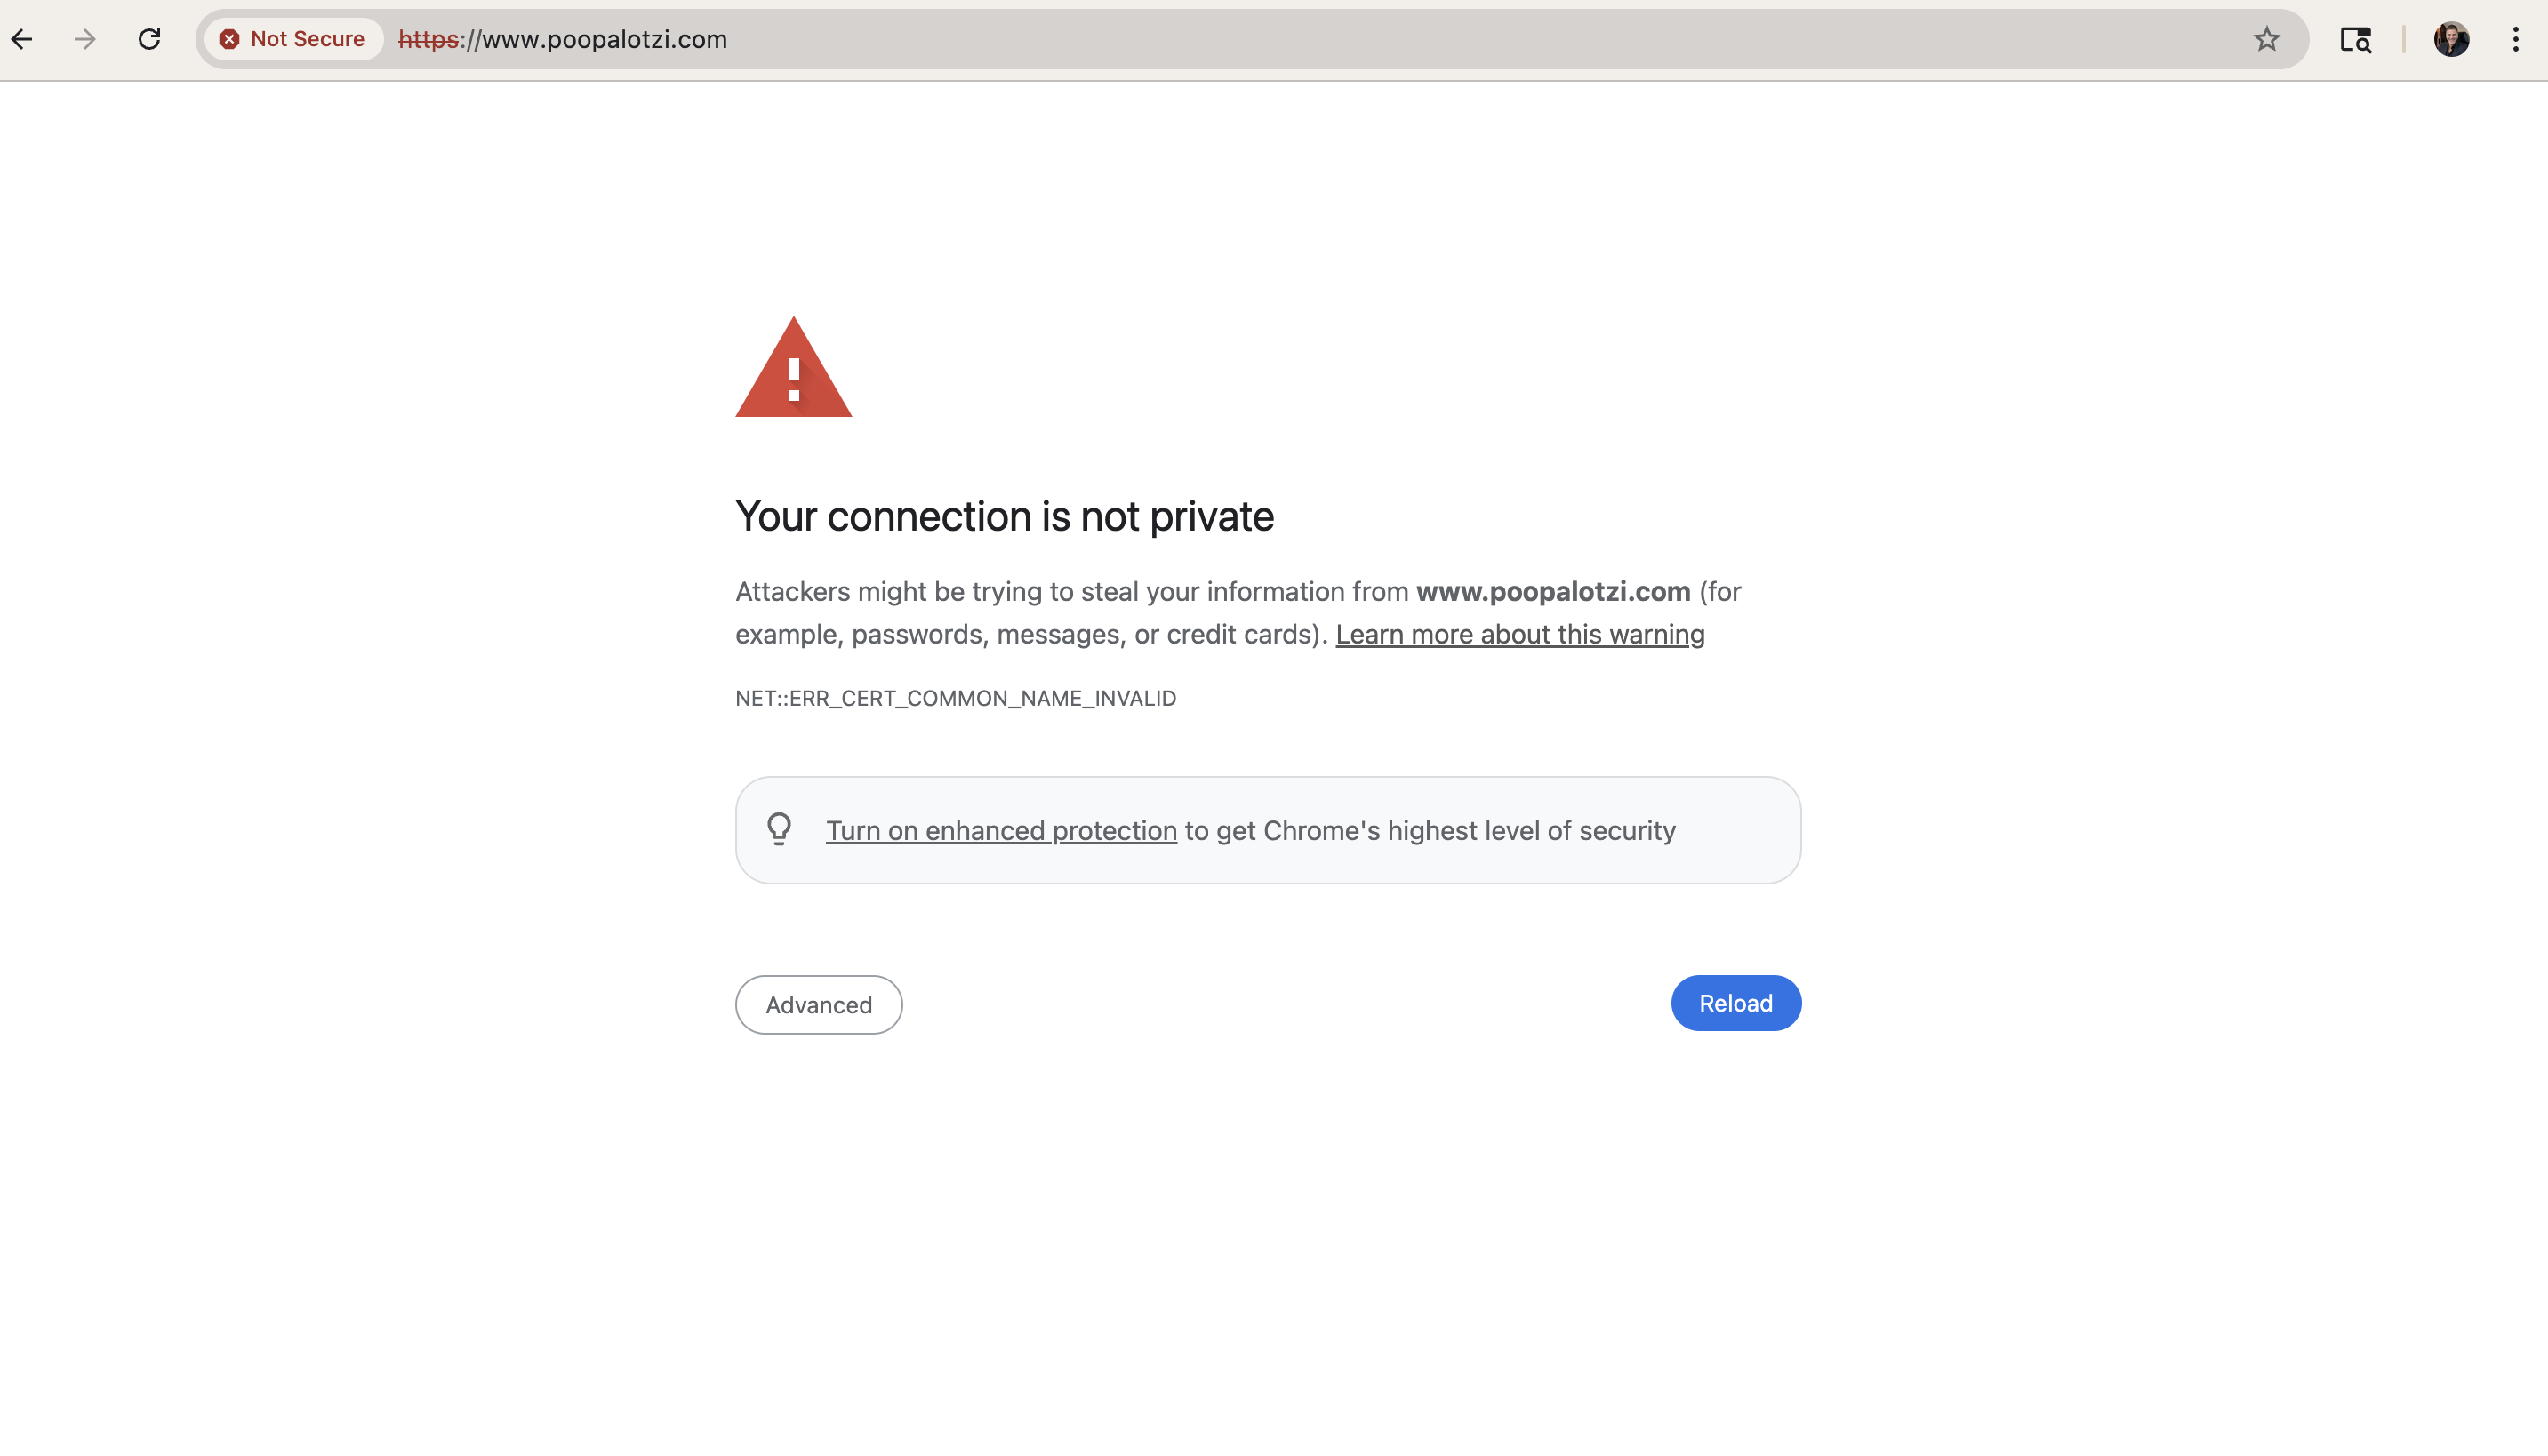 Not Secure https://www.poopalotzi.com
Your connection is not private
Attackers might be trying to steal your information from www.poopalotzi.com (for
example, passwords, messages, or credit cards). Learn more about this warning
NET::ERR_CERT_COMMON_NAME_INVALID
Turn on enhanced protection to get Chrome's highest level of security
Advanced
Reload